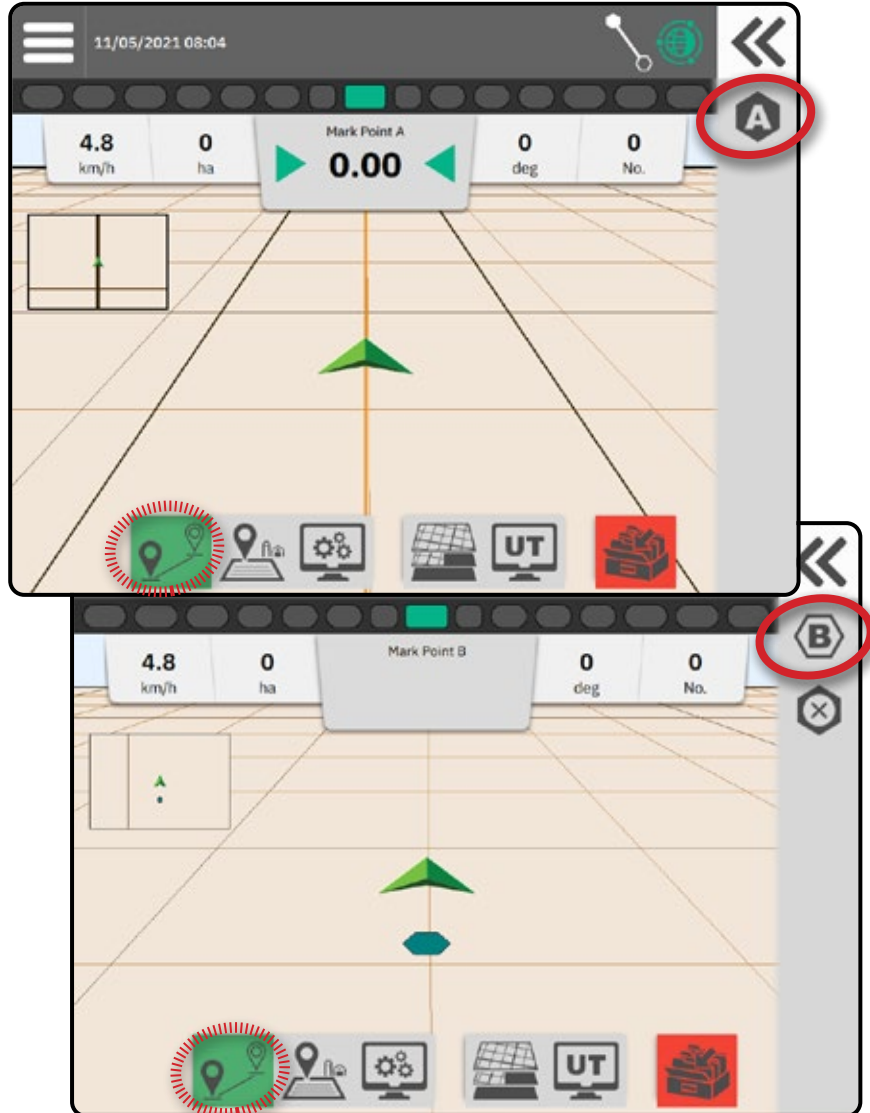 11/05/2021 08:04
A
4.8 0 Mark Point A 0 0
km/h ha 0.00 deg No.
UT
B
4.8 0 Mark Point B 0 0
km/h ha deg No.
UT